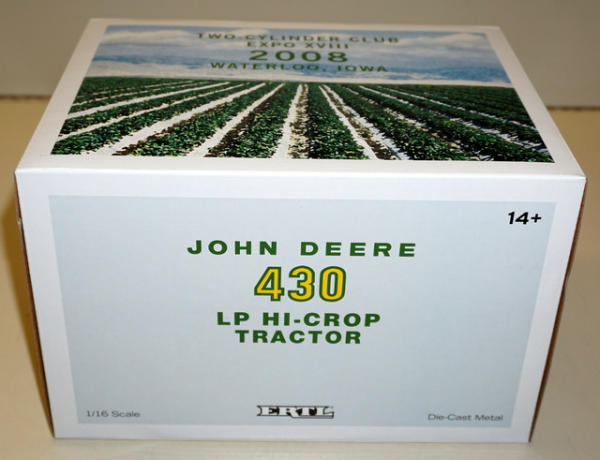 TWO-CYLINDER CLUB
EXPO XVIII
2008
WATERLOO, IOWA
14+
JOHN DEERE
430
LP HI-CROP
TRACTOR
1/16 Scale
ERTL
Die-Cast Metal